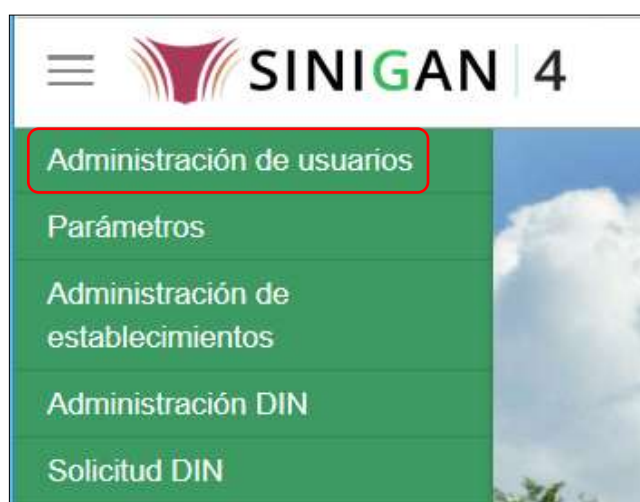 SINIGAN 4
Administración de usuarios
Parámetros
Administración de
establecimientos
Administración DIN
Solicitud DIN